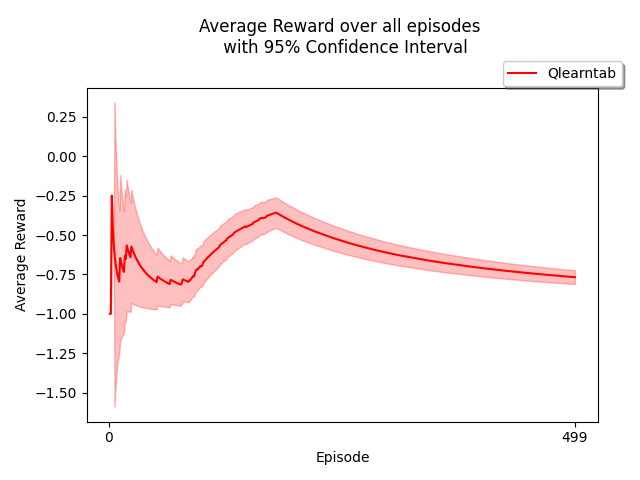 Average Reward over all episodes
with 95% Confidence Interval
Qlearntab
0.25
0.00
−0.25
−0.50
−0.75
−1.00
−1.25
−1.50
Average Reward
0
499
Episode